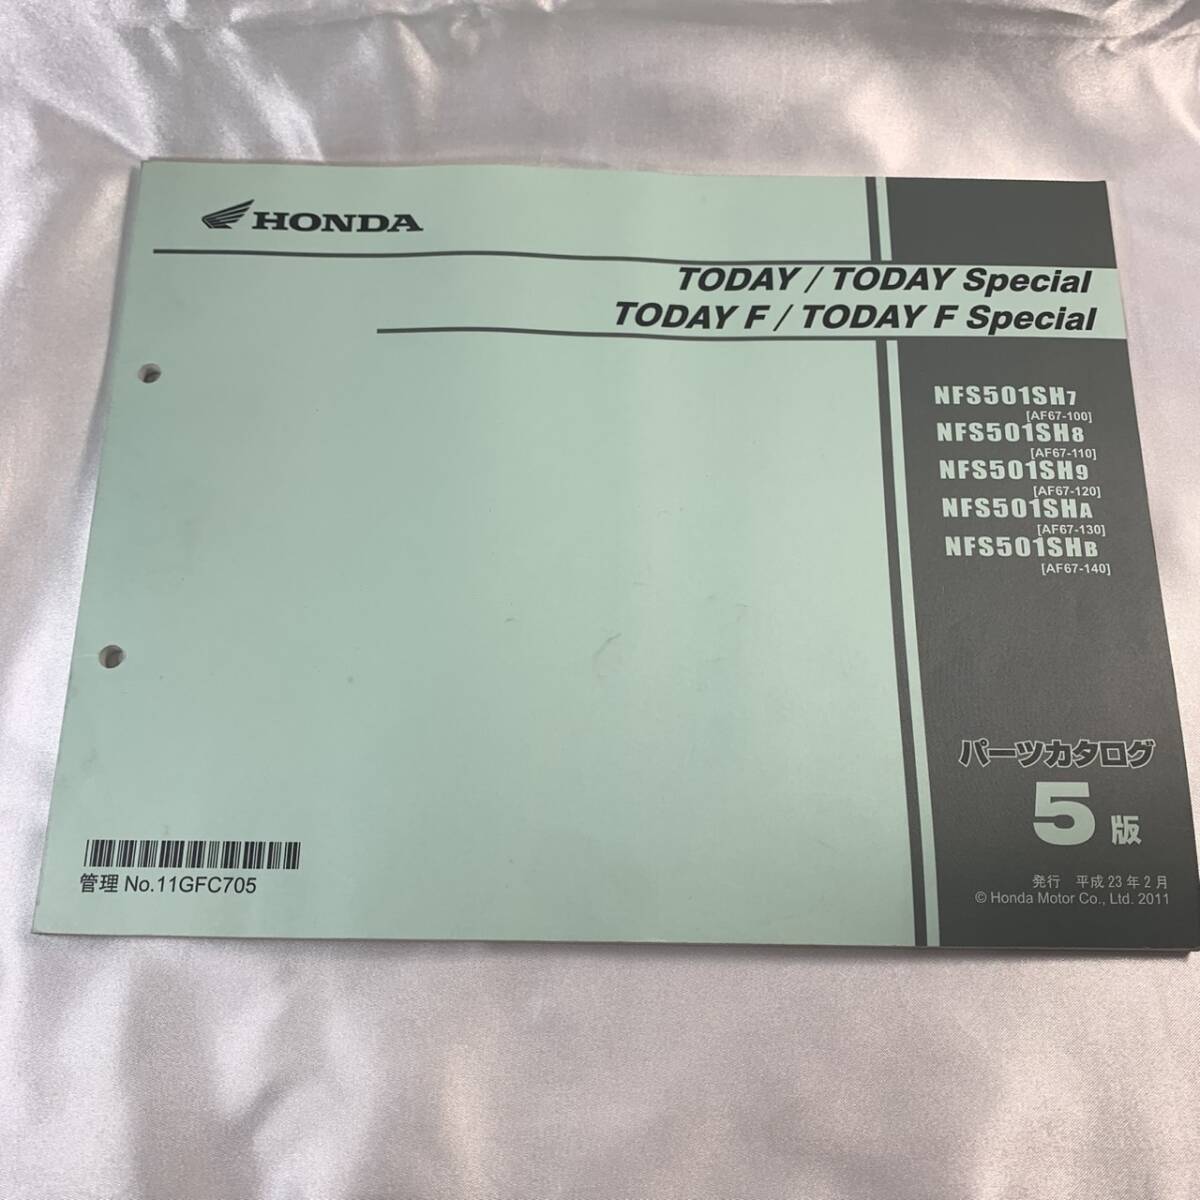 HONDA
TODAY / TODAY Special
TODAY F / TODAY F Special
NFS501SH7
[AF67-100]
NFS501SH8
[AF67-110]
NFS501SH9
[AF67-120]
NFS501SHA
[AF67-130]
NFS501SHB
[AF67-140]
パーツカタログ
5版
発行 平成23年2月
© Honda Motor Co., Ltd. 2011
管理 No.11GFC705